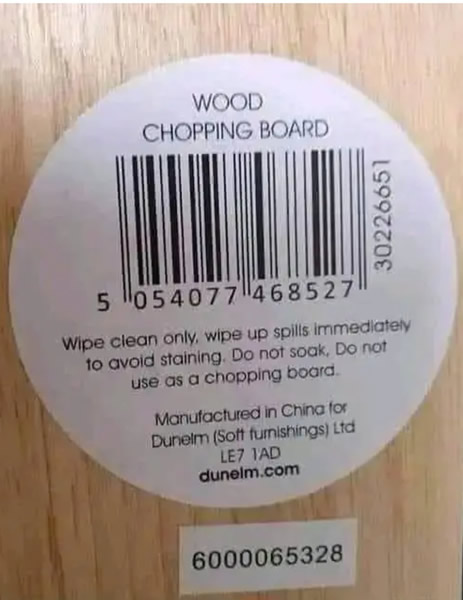 WOOD
CHOPPING BOARD
30226651
5 054077 468527
Wipe clean only, wipe up spills immediately
to avoid staining. Do not soak, Do not
use as a chopping board.
Manufactured in China for
Dunelm (Soft furnishings) Ltd
LE7 1AD
dunelm.com
6000065328